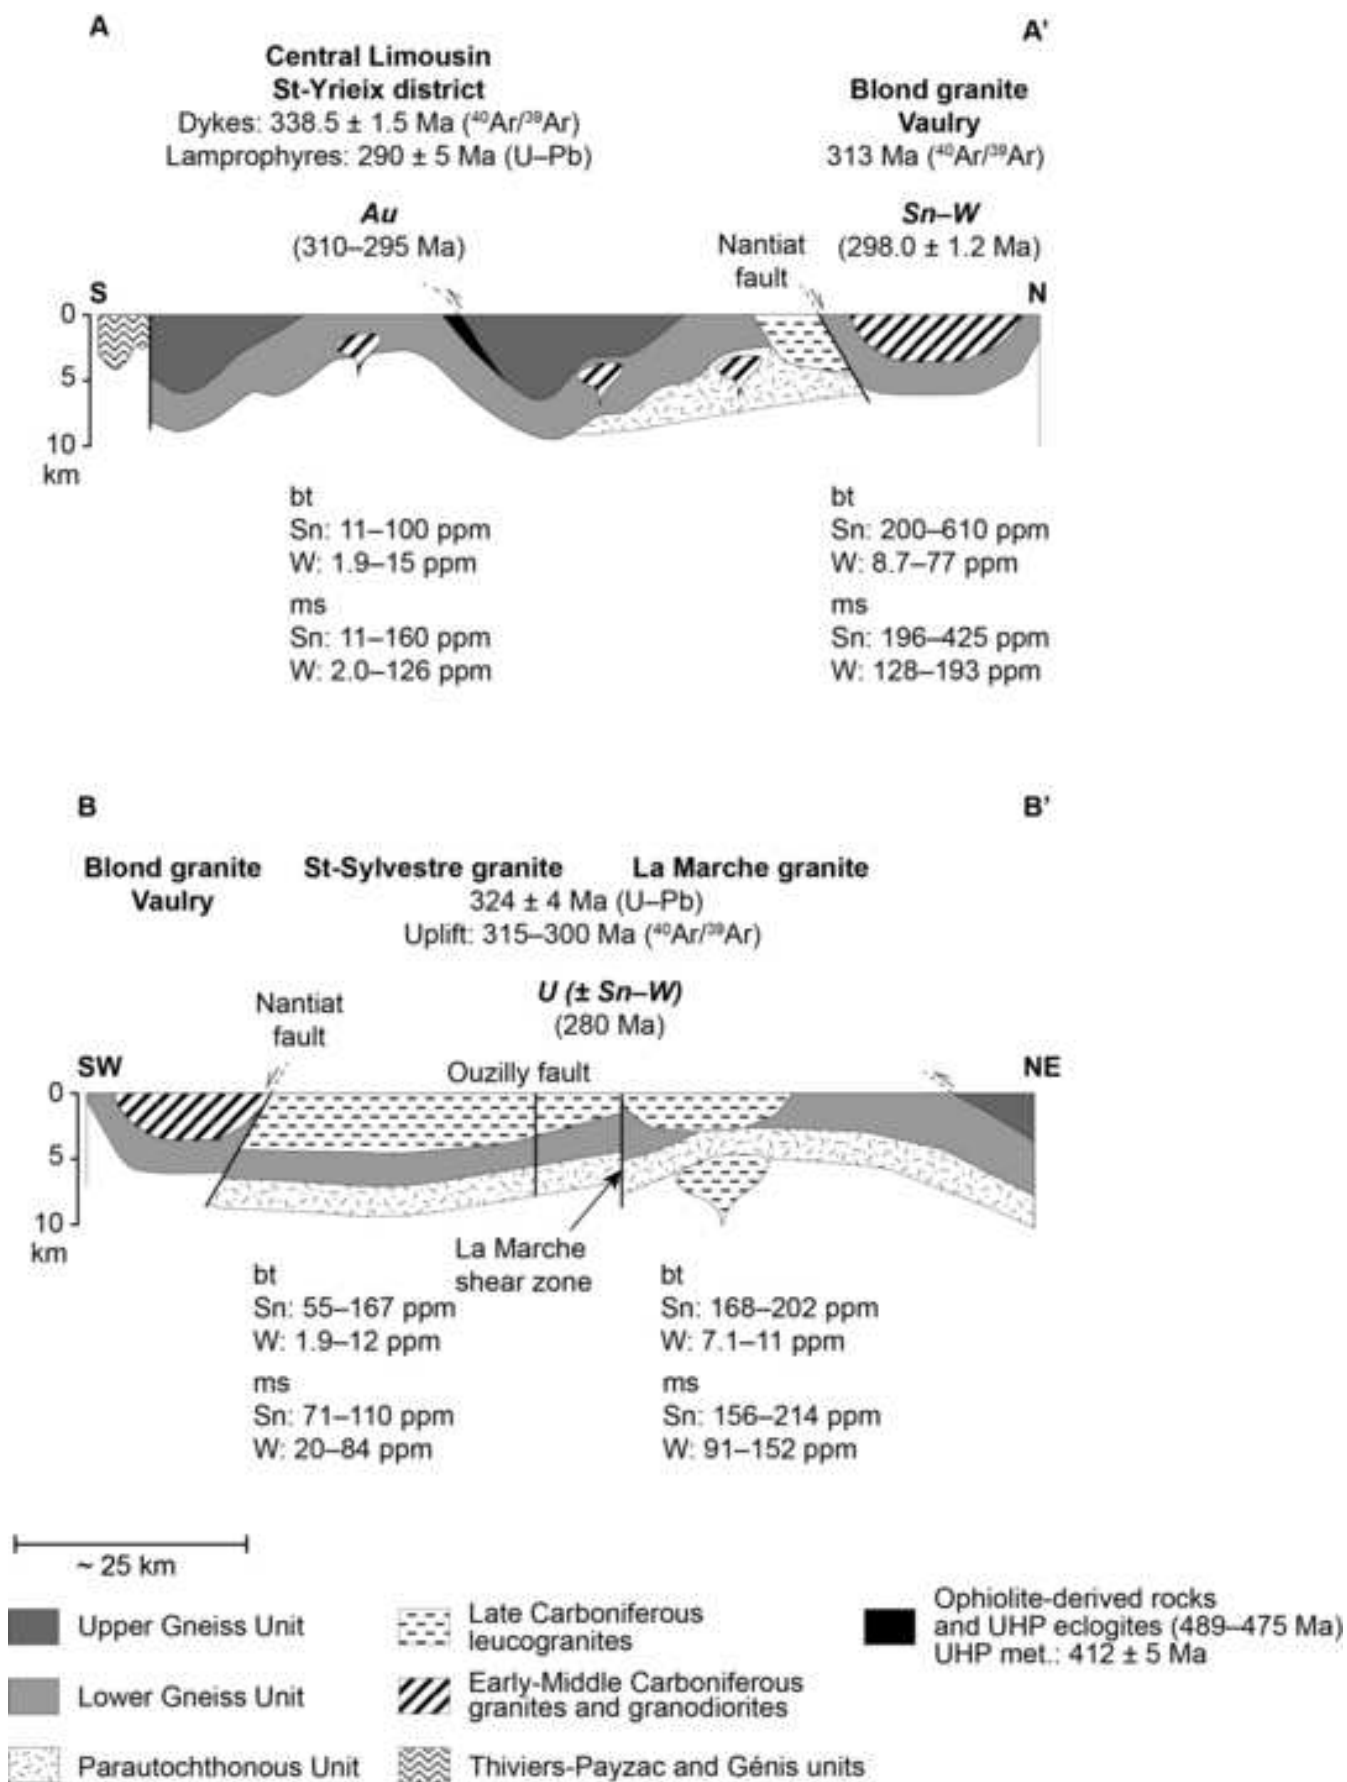 A
A'
Central Limousin
St-Yrieix district
Dykes: 338.5 ± 1.5 Ma (⁴⁰Ar/³⁹Ar)
Lamprophyres: 290 ± 5 Ma (U–Pb)
Blond granite
Vaulry
313 Ma (⁴⁰Ar/³⁹Ar)
Au
(310–295 Ma)
Sn–W
(298.0 ± 1.2 Ma)
Nantiat
fault
S
N
0
5
10
km
bt
Sn: 11–100 ppm
W: 1.9–15 ppm
ms
Sn: 11–160 ppm
W: 2.0–126 ppm
bt
Sn: 200–610 ppm
W: 8.7–77 ppm
ms
Sn: 196–425 ppm
W: 128–193 ppm
B
B'
Blond granite
Vaulry
St-Sylvestre granite
La Marche granite
324 ± 4 Ma (U–Pb)
Uplift: 315–300 Ma (⁴⁰Ar/³⁹Ar)
U (± Sn–W)
(280 Ma)
Nantiat
fault
Ouzilly fault
SW
NE
0
5
10
km
La Marche
shear zone
bt
Sn: 55–167 ppm
W: 1.9–12 ppm
ms
Sn: 71–110 ppm
W: 20–84 ppm
bt
Sn: 168–202 ppm
W: 7.1–11 ppm
ms
Sn: 156–214 ppm
W: 91–152 ppm
~ 25 km
Upper Gneiss Unit
Lower Gneiss Unit
Parautochthonous Unit
Late Carboniferous
leucogranites
Early-Middle Carboniferous
granites and granodiorites
Thiviers-Payzac and Génis units
Ophiolite-derived rocks
and UHP eclogites (489–475 Ma)
UHP met.: 412 ± 5 Ma